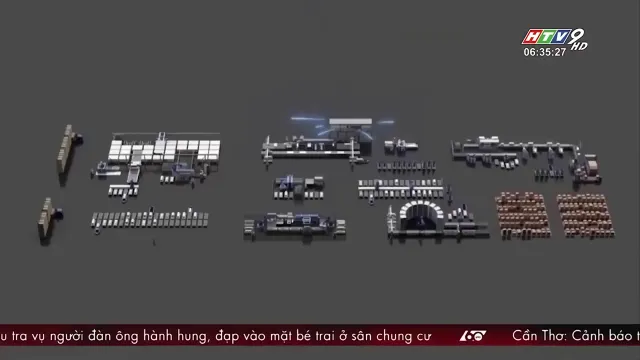 HTV9 HD
06:35:27
u tra vụ người đàn ông hành hung, đạp vào mặt bé trai ở sân chung cư
60 Cần Thơ: Cảnh báo t